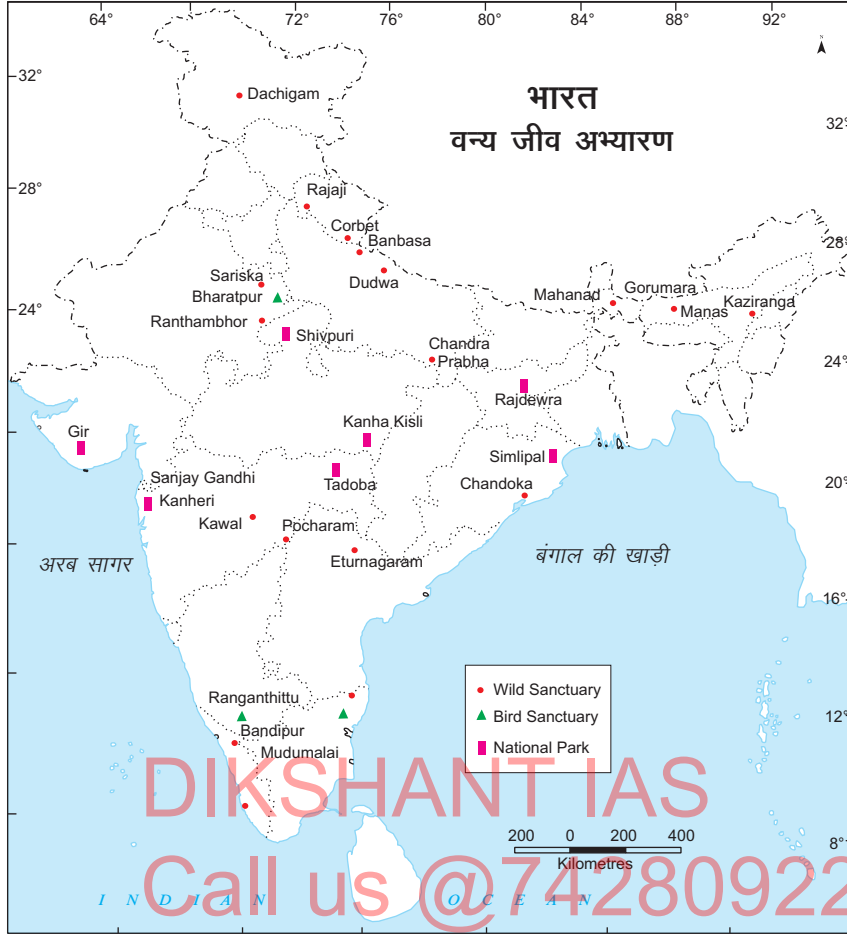 64° 72° 76° 80° 84° 88° 92°
N
32°
Dachigam
भारत
वन्य जीव अभ्यारण
32°
28°
Rajaji
Corbet
Banbasa
28°
Sariska
Dudwa
Bharatpur
Mahanad
Gorumara
Manas
Kaziranga
24°
Ranthambhor
Shivpuri
Chandra
Prabha
24°
Rajdewra
Kanha Kisli
Gir
Simlipal
Sanjay Gandhi
Tadoba
Chandoka
20°
Kanheri
Kawal
Pocharam
Eturnagaram
अरब सागर
बंगाल की खाड़ी
16°
Ranganthittu
Wild Sanctuary
Bird Sanctuary
12°
Bandipur
Mudumalai
National Park
DIKSHANT IAS
200 0 200 400
Kilometres
8°
Call us @74280922
INDIAN OCEAN